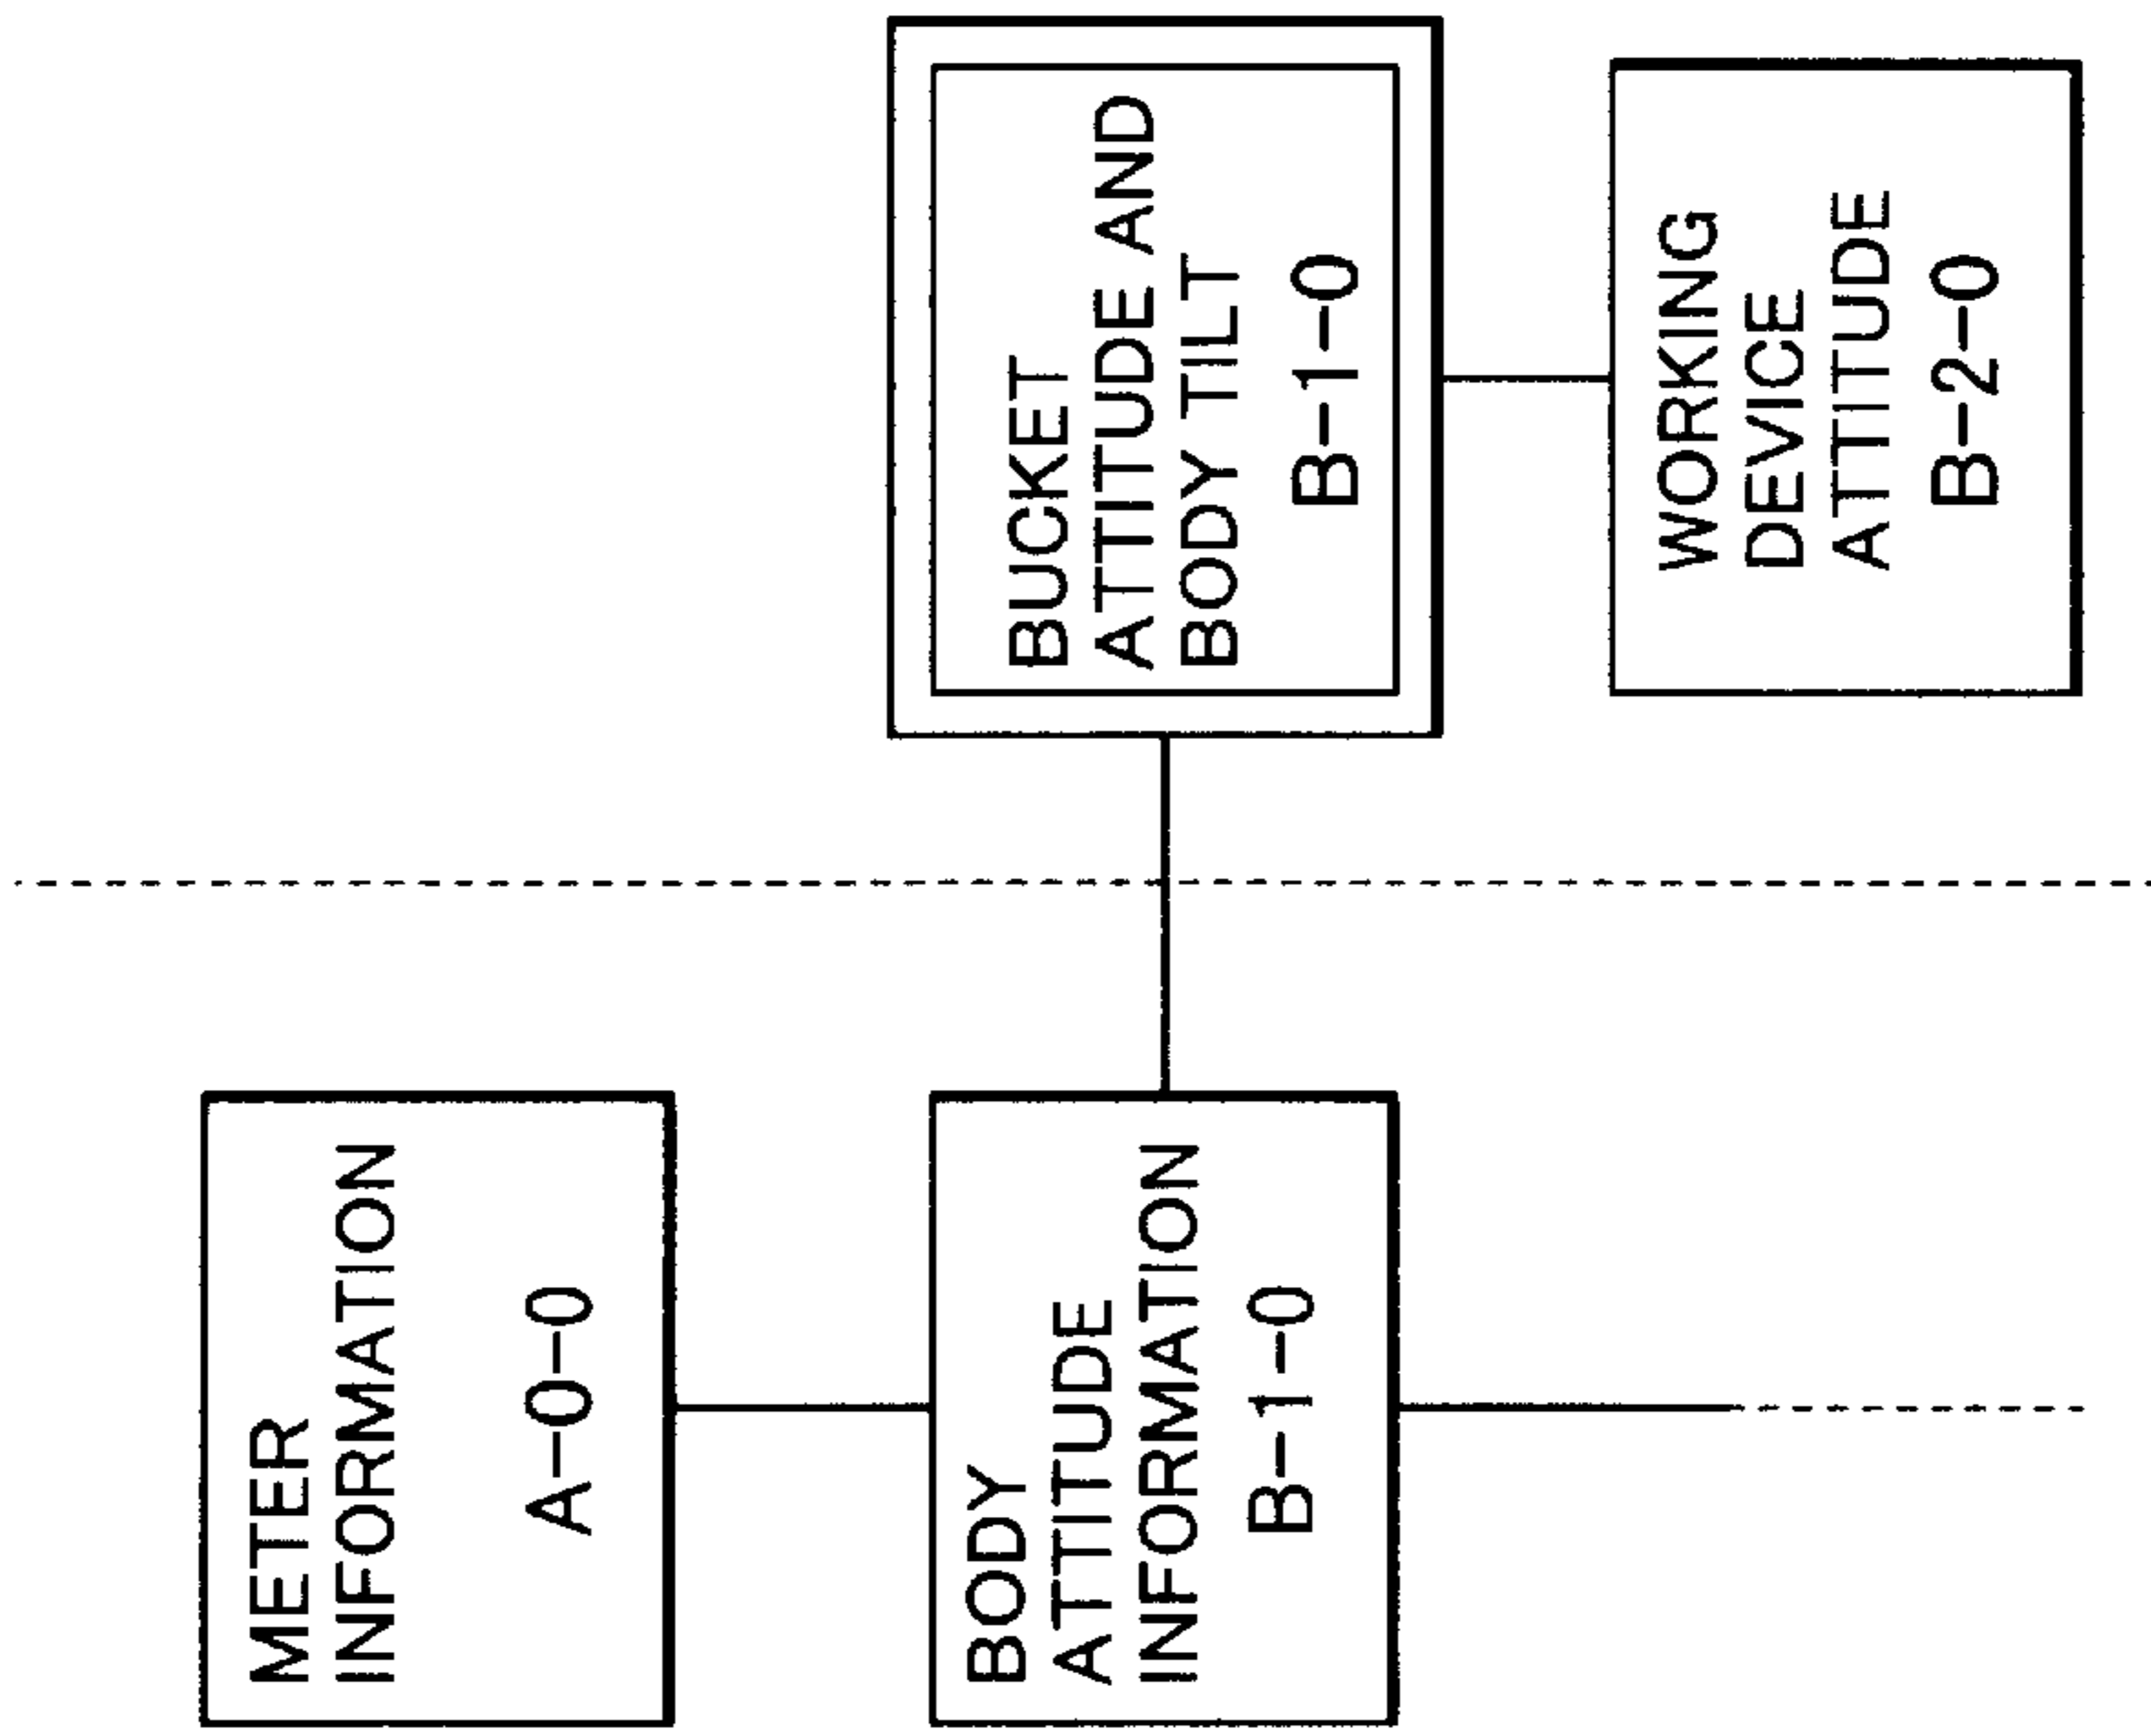 METER
INFORMATION
A-0-0
BODY
ATTITUDE
INFORMATION
B-1-0
BUCKET
ATTITUDE AND
BODY TILT
B-1-0
WORKING
DEVICE
ATTITUDE
B-2-0